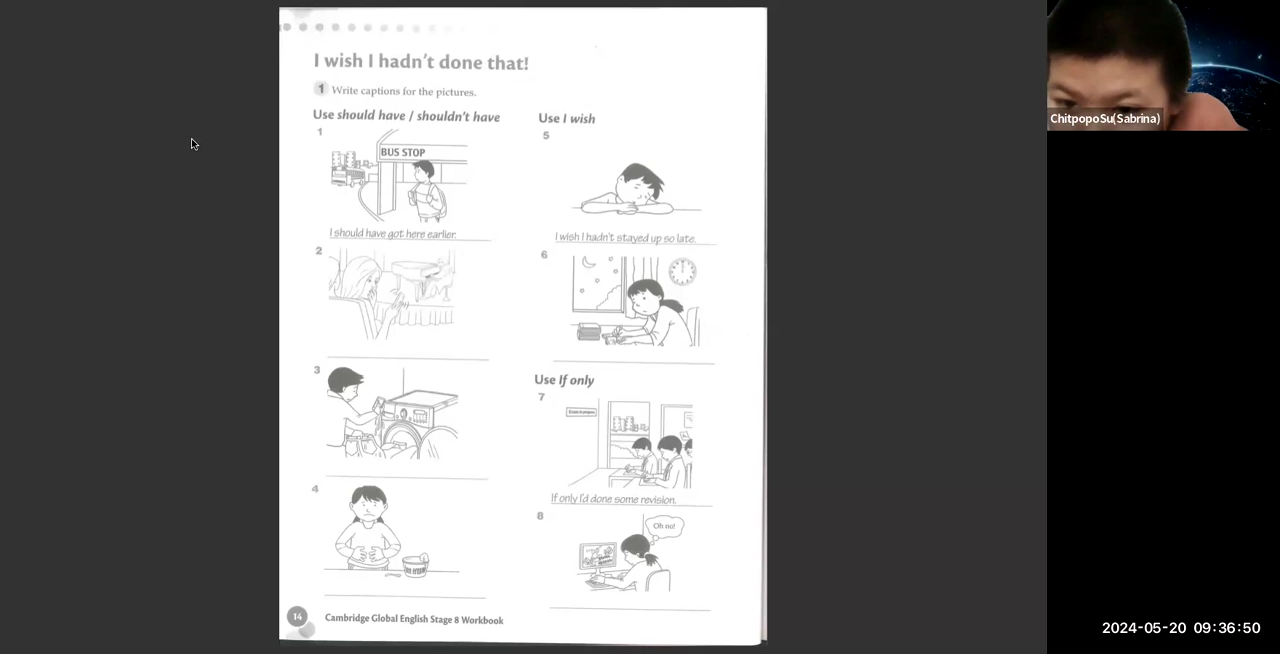 I wish I hadn't done that!
1 Write captions for the pictures.
Use should have / shouldn't have
1
BUS STOP
I should have got here earlier.
2
3
4
Use I wish
5
I wish I hadn't stayed up so late.
6
Use If only
7
If only I'd done some revision.
8
Oh no!
14
Cambridge Global English Stage 8 Workbook
ChitpopoSu(Sabrina)
2024-05-20 09:36:50